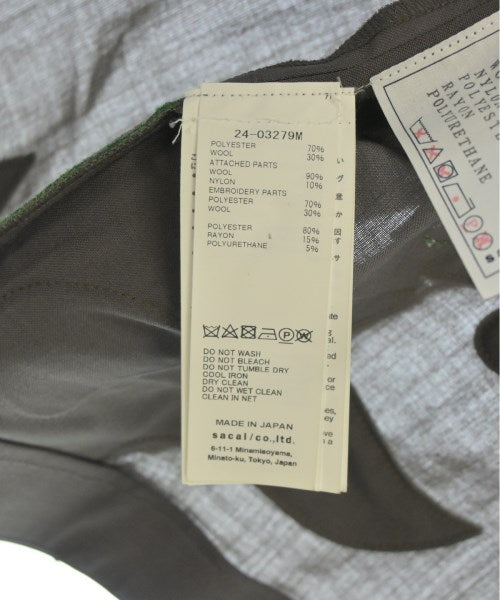 24-03279M
POLYESTER 70%
WOOL 30%
ATTACHED PARTS
WOOL 90%
NYLON 10%
EMBROIDERY PARTS
POLYESTER 70%
WOOL 30%
POLYESTER 80%
RAYON 15%
POLYURETHANE 5%
DO NOT WASH
DO NOT BLEACH
DO NOT TUMBLE DRY
COOL IRON
DRY CLEAN
DO NOT WET CLEAN
CLEAN IN NET
MADE IN JAPAN
sacai/co.,ltd.
6-11-1 Minamiaoyama,
Minato-ku, Tokyo, Japan
RAYON
POLYURETHANE